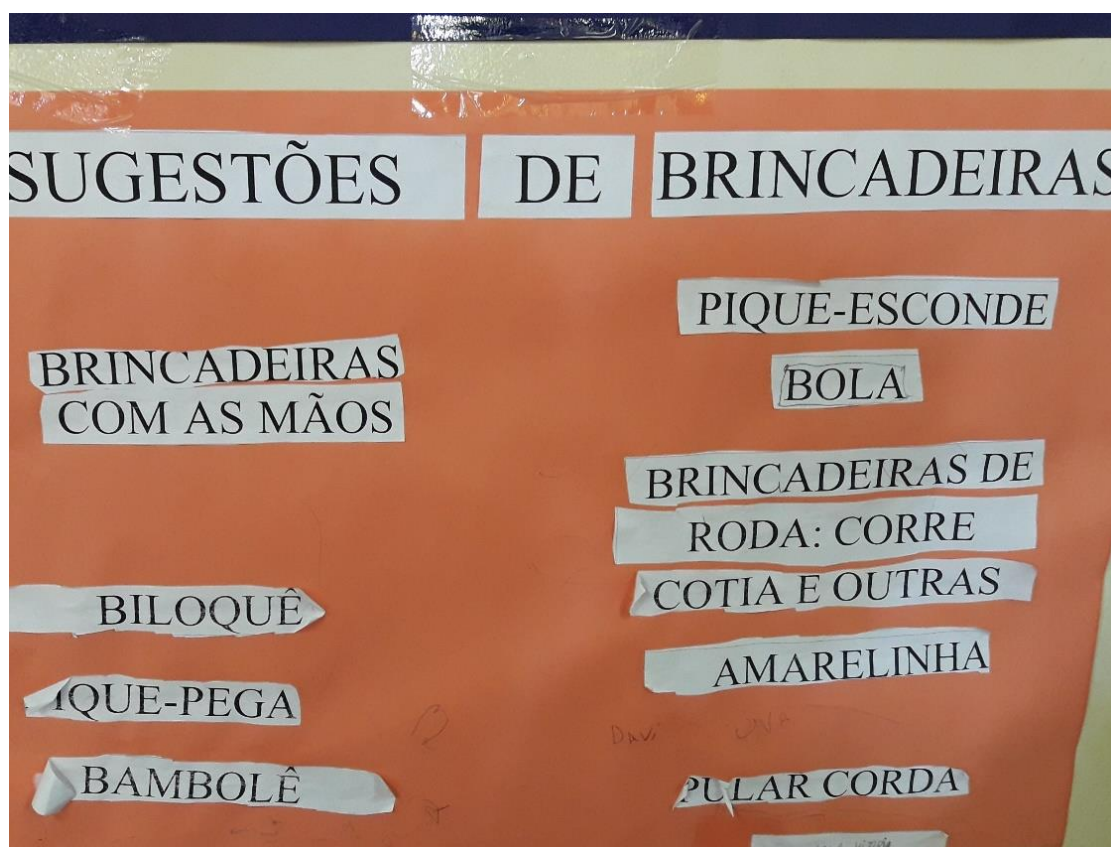 SUGESTÕES DE BRINCADEIRAS
BRINCADEIRAS
COM AS MÃOS
BILOQUÊ
IQUE-PEGA
BAMBOLÊ
PIQUE-ESCONDE
BOLA
BRINCADEIRAS DE
RODA: CORRE
COTIA E OUTRAS
AMARELINHA
Davi
PULAR CORDA